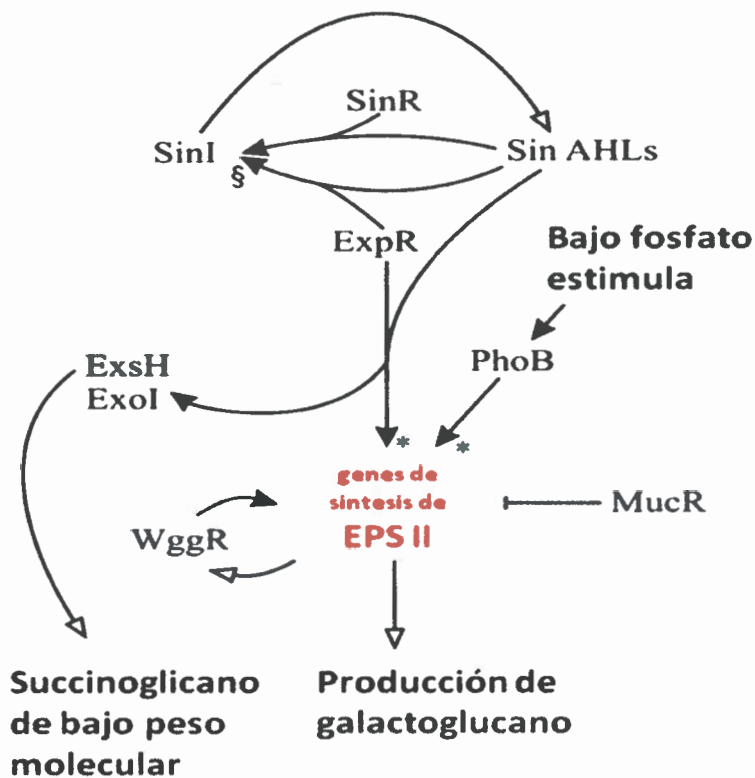 SinR
SinI
Sin AHLs
§
ExpR
Bajo fosfato
estimula
PhoB
ExsH
ExoI
*
*
genes de
sintesis de
EPS II
MucR
WggR
Succinoglicano
de bajo peso
molecular
Producción de
galactoglucano